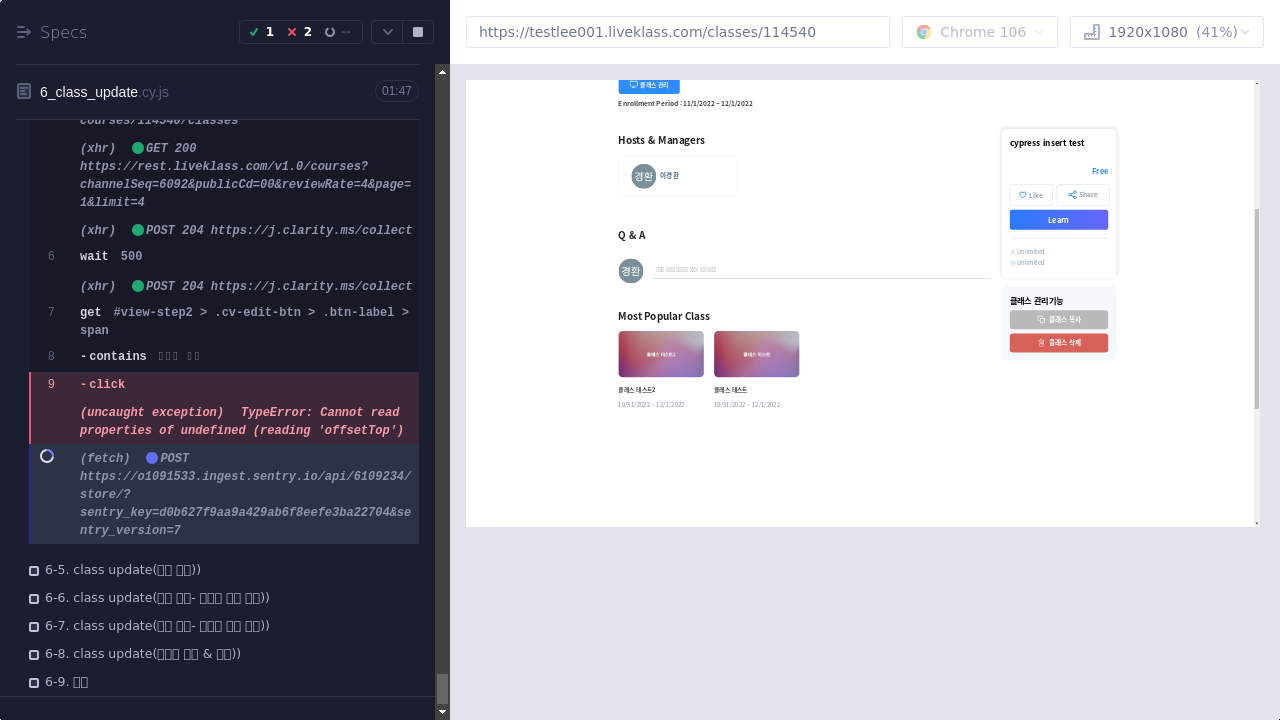 Specs
1
2
--
https://testlee001.liveklass.com/classes/114540
Chrome 106
1920x1080 (41%)
6_class_update.cy.js
01:47
courses/114540/classes
(xhr) GET 200
https://rest.liveklass.com/v1.0/courses?
channelSeq=6092&publicCd=00&reviewRate=4&page=
1&limit=4
(xhr) POST 204 https://j.clarity.ms/collect
6 wait 500
(xhr) POST 204 https://j.clarity.ms/collect
7 get #view-step2 > .cv-edit-btn > .btn-label >
span
8 -contains
9 -click
(uncaught exception) TypeError: Cannot read
properties of undefined (reading 'offsetTop')
(fetch) POST
https://o1091533.ingest.sentry.io/api/6109234/
store/?
sentry_key=d0b627f9aa9a429ab6f8eefe3ba22704&se
ntry_version=7
6-5. class update(
6-6. class update(
6-7. class update(
6-8. class update(
6-9.
클래스 관리
Enrollment Period : 11/1/2022 ~ 12/1/2022
Hosts & Managers
경환 이경환
Q & A
경환
Most Popular Class
클래스 테스트2
클래스 테스트
클래스 테스트2
클래스 테스트
10/31/2022 ~ 12/1/2022
10/31/2022 ~ 12/1/2022
cypress insert test
Free
Like
Share
Learn
Unlimited
Unlimited
클래스 관리기능
클래스 복사
클래스 삭제